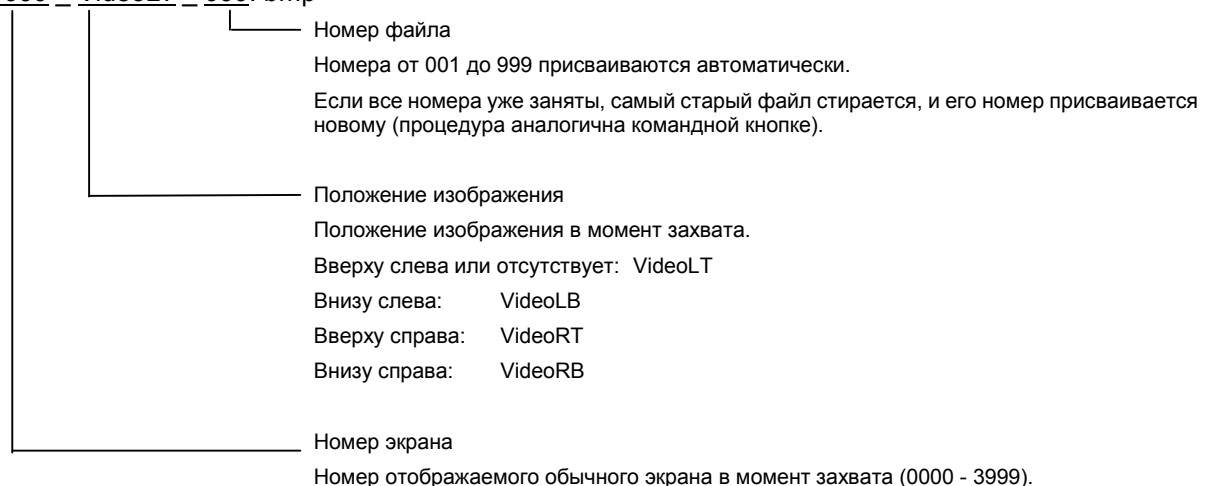 Номер файла
Номера от 001 до 999 присваиваются автоматически.
Если все номера уже заняты, самый старый файл стирается, и его номер присваивается
новому (процедура аналогична командной кнопке).
Положение изображения
Положение изображения в момент захвата.
Вверху слева или отсутствует: VideoLT
Внизу слева: VideoLB
Вверху справа: VideoRT
Внизу справа: VideoRB
Номер экрана
Номер отображаемого обычного экрана в момент захвата (0000 - 3999).